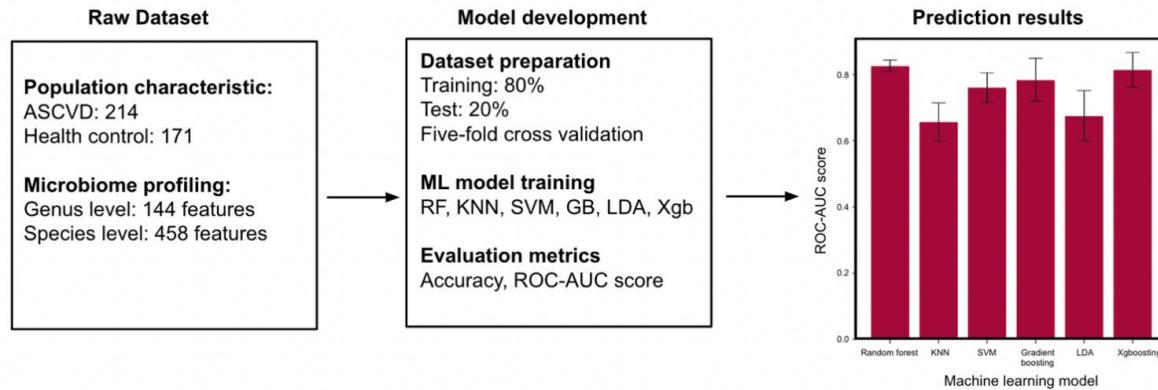 Raw Dataset
Population characteristic:
ASCVD: 214
Health control: 171
Microbiome profiling:
Genus level: 144 features
Species level: 458 features
Model development
Dataset preparation
Training: 80%
Test: 20%
Five-fold cross validation
ML model training
RF, KNN, SVM, GB, LDA, Xgb
Evaluation metrics
Accuracy, ROC-AUC score
Prediction results
ROC-AUC score
0.8
0.6
0.4
0.2
0.0
Random forest
KNN
SVM
Gradient
boosting
LDA
Xgboosting
Machine learning model